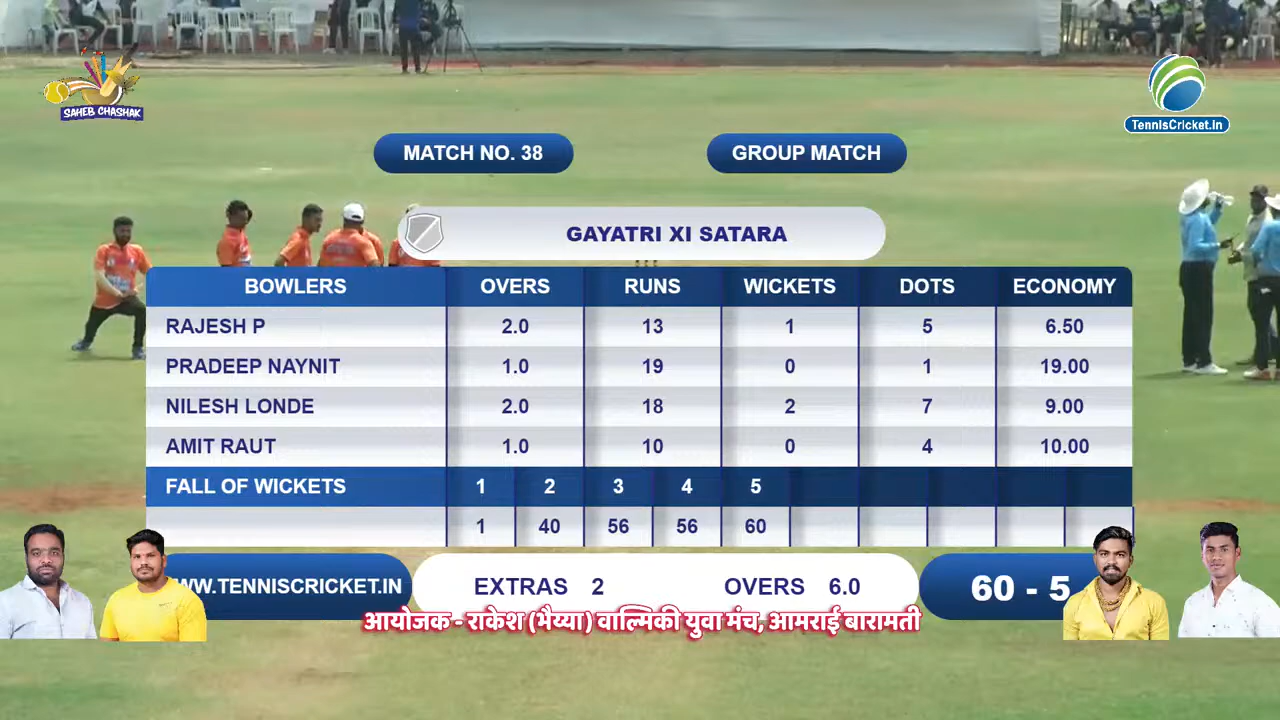 SAHEB CHASHAK
TennisCricket.in
MATCH NO. 38
GROUP MATCH
GAYATRI XI SATARA
BOWLERS OVERS RUNS WICKETS DOTS ECONOMY
RAJESH P 2.0 13 1 5 6.50
PRADEEP NAYNIT 1.0 19 0 1 19.00
NILESH LONDE 2.0 18 2 7 9.00
AMIT RAUT 1.0 10 0 4 10.00
FALL OF WICKETS 1 2 3 4 5
1 40 56 56 60
WW.TENNISCRICKET.IN EXTRAS 2 OVERS 6.0 60 - 5
आयोजक - राकेश (भैय्या) वाल्मिकी युवा मंच, आमराई बारामती